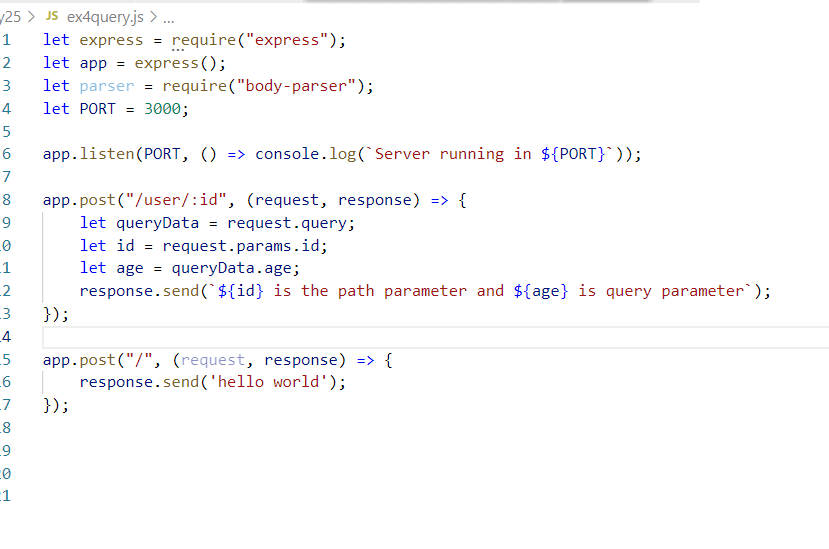 y25 > JS ex4query.js > ...
1 let express = require("express");
2 let app = express();
3 let parser = require("body-parser");
4 let PORT = 3000;
5
6 app.listen(PORT, () => console.log(`Server running in ${PORT}`));
7
8 app.post("/user/:id", (request, response) => {
9 let queryData = request.query;
0 let id = request.params.id;
1 let age = queryData.age;
2 response.send(`${id} is the path parameter and ${age} is query parameter`);
3 });
4
5 app.post("/", (request, response) => {
6 response.send('hello world');
7 });
8
9
0
1